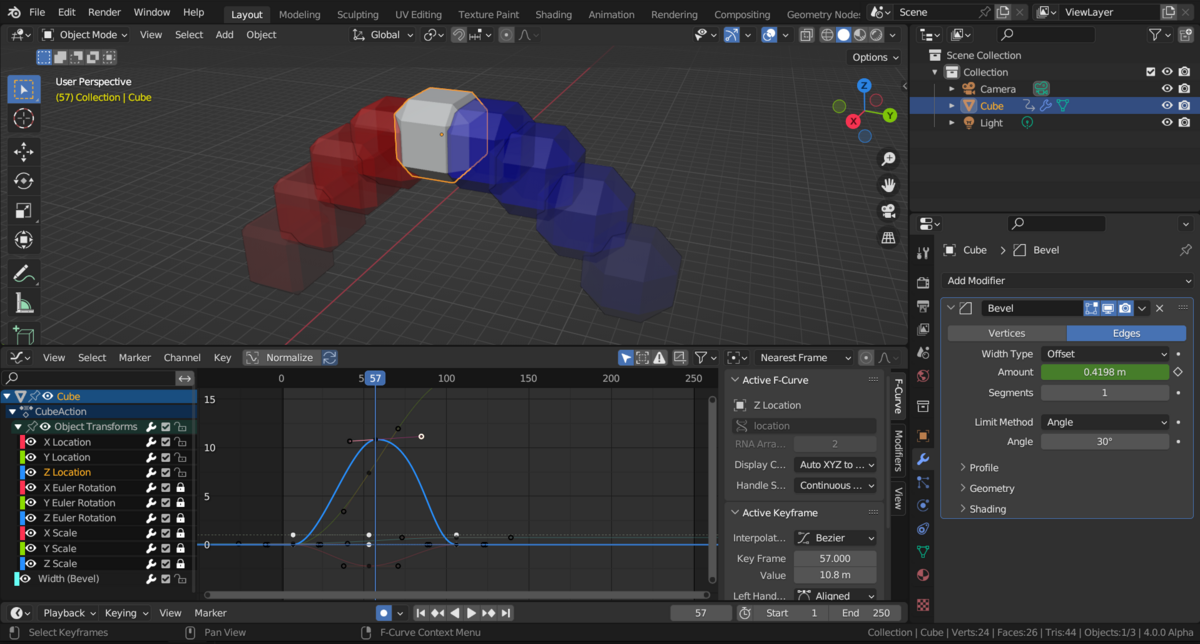 File Edit Render Window Help Layout Modeling Sculpting UV Editing Texture Paint Shading Animation Rendering Compositing Geometry Node Scene ViewLayer
Object Mode View Select Add Object Global
Options
User Perspective
(57) Collection | Cube
Z
Y
X
Scene Collection
Collection
Camera
Cube
Light
Cube > Bevel
Add Modifier
Bevel
Vertices Edges
Width Type Offset
Amount 0.4198 m
Segments 1
Limit Method Angle
Angle 30°
Profile
Geometry
Shading
View Select Marker Channel Key Normalize Nearest Frame
0 5 57 100 150 200 250
15
10
5
0
Cube
CubeAction
Object Transforms
X Location
Y Location
Z Location
X Euler Rotation
Y Euler Rotation
Z Euler Rotation
X Scale
Y Scale
Z Scale
Width (Bevel)
Active F-Curve
Z Location
location
RNA Arra... 2
Display C... Auto XYZ to ...
Handle S... Continuous ...
Active Keyframe
Interpolat... Bezier
Key Frame 57.000
Value 10.8 m
Left Hand... Aligned
F-Curve
Modifiers
View
Playback Keying View Marker 57 Start 1 End 250
Select Keyframes Pan View F-Curve Context Menu Collection | Cube | Verts:24 | Faces:26 | Tris:44 | Objects:1/3 | 4.0.0 Alpha